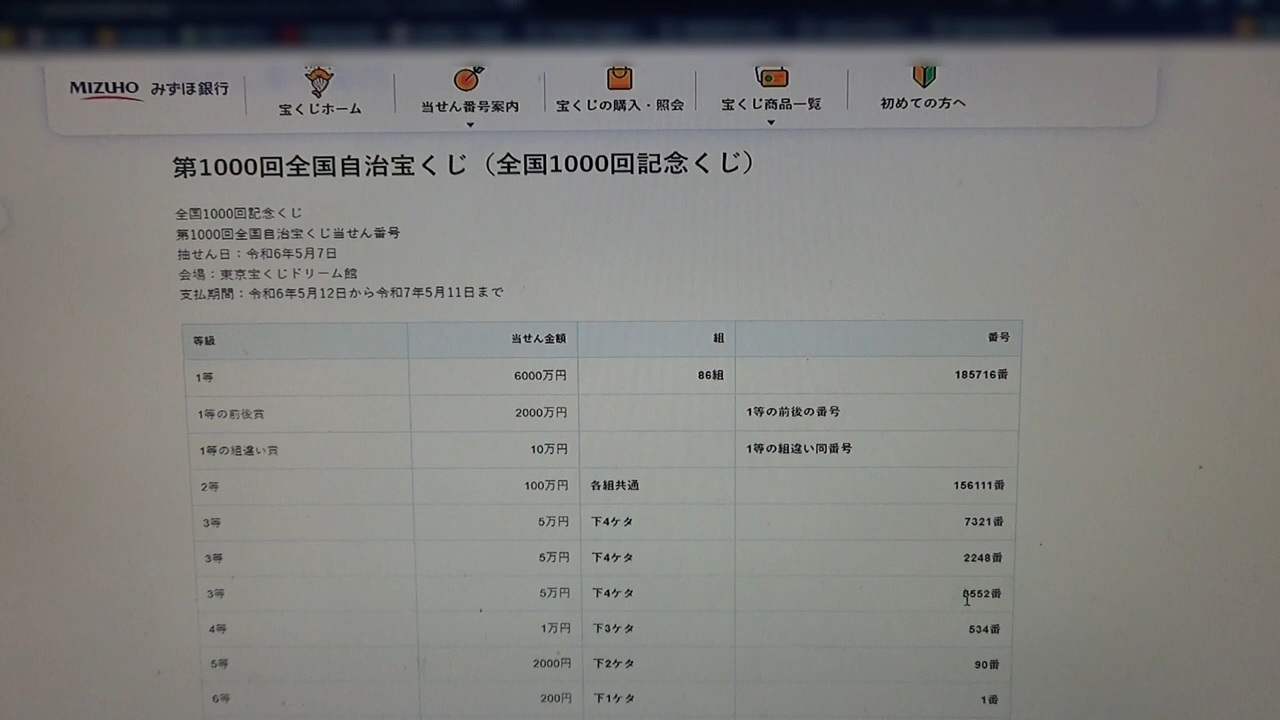 MIZUHO みずほ銀行
宝くじホーム
当せん番号案内
宝くじの購入・照会
宝くじ商品一覧
初めての方へ
第1000回全国自治宝くじ（全国1000回記念くじ）
全国1000回記念くじ
第1000回全国自治宝くじ当せん番号
抽せん日：令和6年5月7日
会場：東京宝くじドリーム館
支払期間：令和6年5月12日から令和7年5月11日まで
等級 当せん金額 組 番号
1等 6000万円 86組 185716番
1等の前後賞 2000万円 1等の前後の番号
1等の組違い賞 10万円 1等の組違い同番号
2等 100万円 各組共通 156111番
3等 5万円 下4ケタ 7321番
3等 5万円 下4ケタ 2248番
3等 5万円 下4ケタ
4等 1万円 下3ケタ 534番
5等 2000円 下2ケタ 90番
6等 200円 下1ケタ 1番